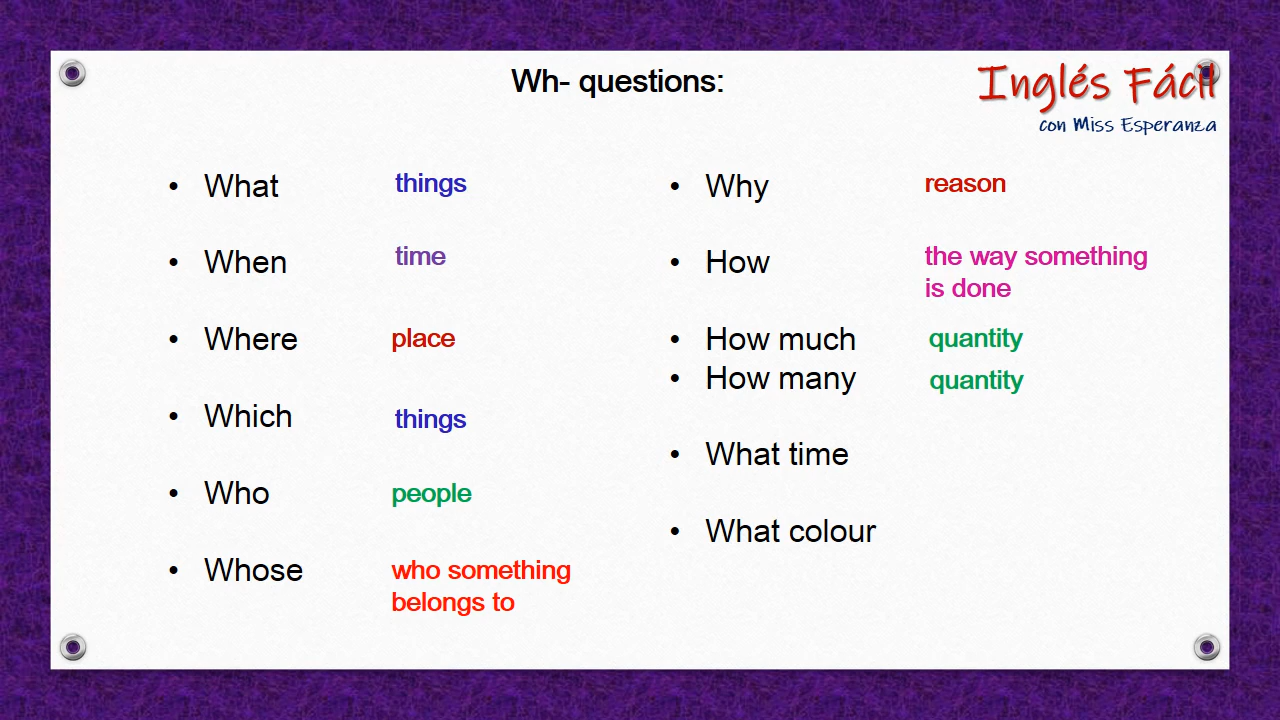 Wh- questions:
Inglés Fácil
con Miss Esperanza
• What things
• When time
• Where place
• Which things
• Who people
• Whose who something
belongs to
• Why reason
• How the way something
is done
• How much quantity
• How many quantity
• What time
• What colour